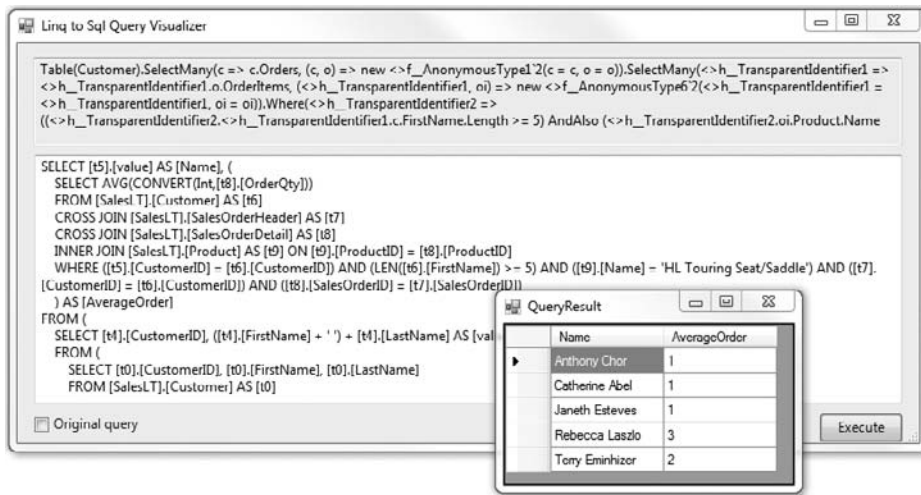 Linq to Sql Query Visualizer
Table(Customer).SelectMany(c => c.Orders, (c, o) => new <>f__AnonymousType1`2(c = c, o = o)).SelectMany(<>h__TransparentIdentifier1 =>
<>h__TransparentIdentifier1.o.OrderItems, (<>h__TransparentIdentifier1, oi) => new <>f__AnonymousType6`2(<>h__TransparentIdentifier1 =
<>h__TransparentIdentifier1, oi = oi)).Where(<>h__TransparentIdentifier2 =>
((<>h__TransparentIdentifier2.<>h__TransparentIdentifier1.c.FirstName.Length >= 5) AndAlso (<>h__TransparentIdentifier2.oi.Product.Name
SELECT [t5].[value] AS [Name], (
SELECT AVG(CONVERT(Int,[t8].[OrderQty]))
FROM [SalesLT].[Customer] AS [t6]
CROSS JOIN [SalesLT].[SalesOrderHeader] AS [t7]
CROSS JOIN [SalesLT].[SalesOrderDetail] AS [t8]
INNER JOIN [SalesLT].[Product] AS [t9] ON [t9].[ProductID] = [t8].[ProductID]
WHERE ([t5].[CustomerID] = [t6].[CustomerID]) AND (LEN([t6].[FirstName]) >= 5) AND ([t9].[Name] = 'HL Touring Seat/Saddle') AND ([t7].
[CustomerID] = [t6].[CustomerID]) AND ([t8].[SalesOrderID] = [t7].[SalesOrderID])
) AS [AverageOrder]
FROM (
SELECT [t4].[CustomerID], ([t4].[FirstName] + ' ') + [t4].[LastName] AS [val
FROM (
SELECT [t0].[CustomerID], [t0].[FirstName], [t0].[LastName]
FROM [SalesLT].[Customer] AS [t0]
Original query
Execute
QueryResult
Name AverageOrder
Anthony Chor 1
Catherine Abel 1
Janeth Esteves 1
Rebecca Laszlo 3
Terry Eminhizer 2